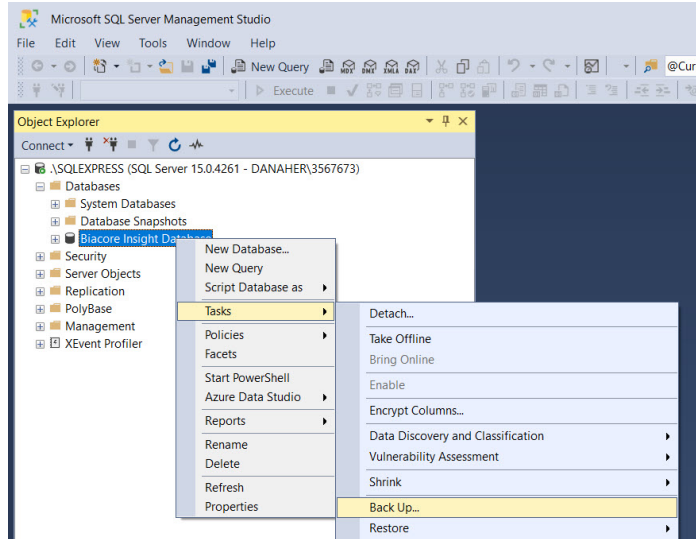 Microsoft SQL Server Management Studio
File Edit View Tools Window Help
New Query MDX DMX XMLA DAX @Cur
Execute
Object Explorer
Connect
.\SQLEXPRESS (SQL Server 15.0.4261 - DANAHER\3567673)
Databases
System Databases
Database Snapshots
Biacore Insight Database
Security
Server Objects
Replication
PolyBase
Management
XEvent Profiler
New Database...
New Query
Script Database as
Tasks
Policies
Facets
Start PowerShell
Azure Data Studio
Reports
Rename
Delete
Refresh
Properties
Detach...
Take Offline
Bring Online
Enable
Encrypt Columns...
Data Discovery and Classification
Vulnerability Assessment
Shrink
Back Up...
Restore